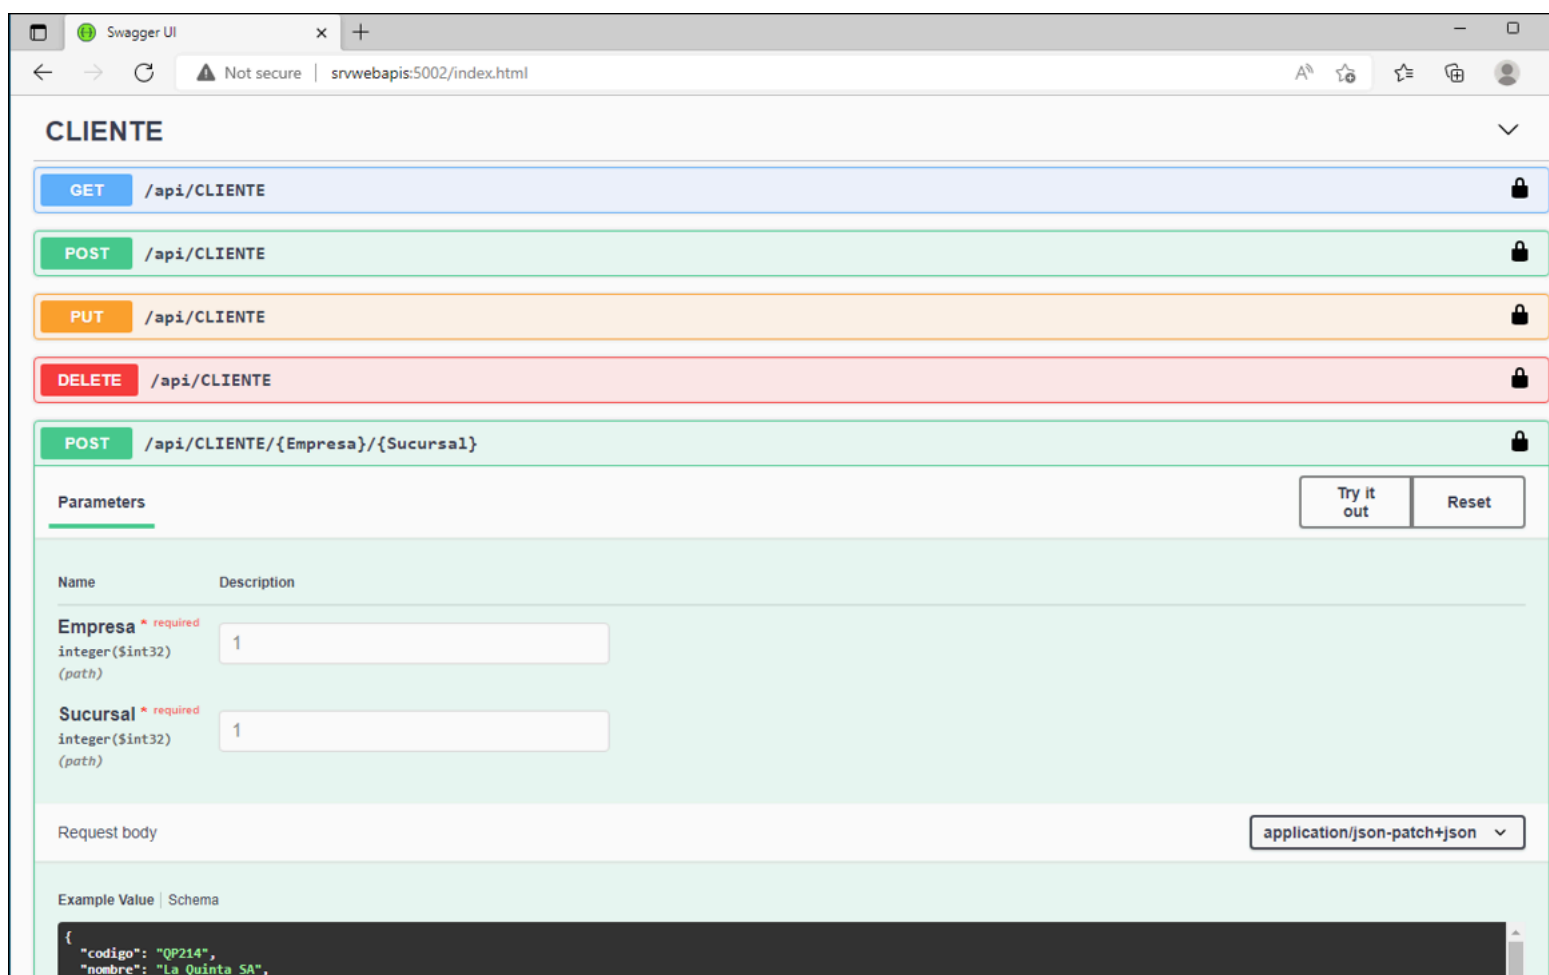 Swagger UI
Not secure | srvwebapis:5002/index.html
CLIENTE
GET /api/CLIENTE
POST /api/CLIENTE
PUT /api/CLIENTE
DELETE /api/CLIENTE
POST /api/CLIENTE/{Empresa}/{Sucursal}
Parameters
Try it out
Reset
Name Description
Empresa * required
integer($int32)
(path)
1
Sucursal * required
integer($int32)
(path)
1
Request body
application/json-patch+json
Example Value | Schema
{
"codigo": "QP214",
"nombre": "La Quinta SA",